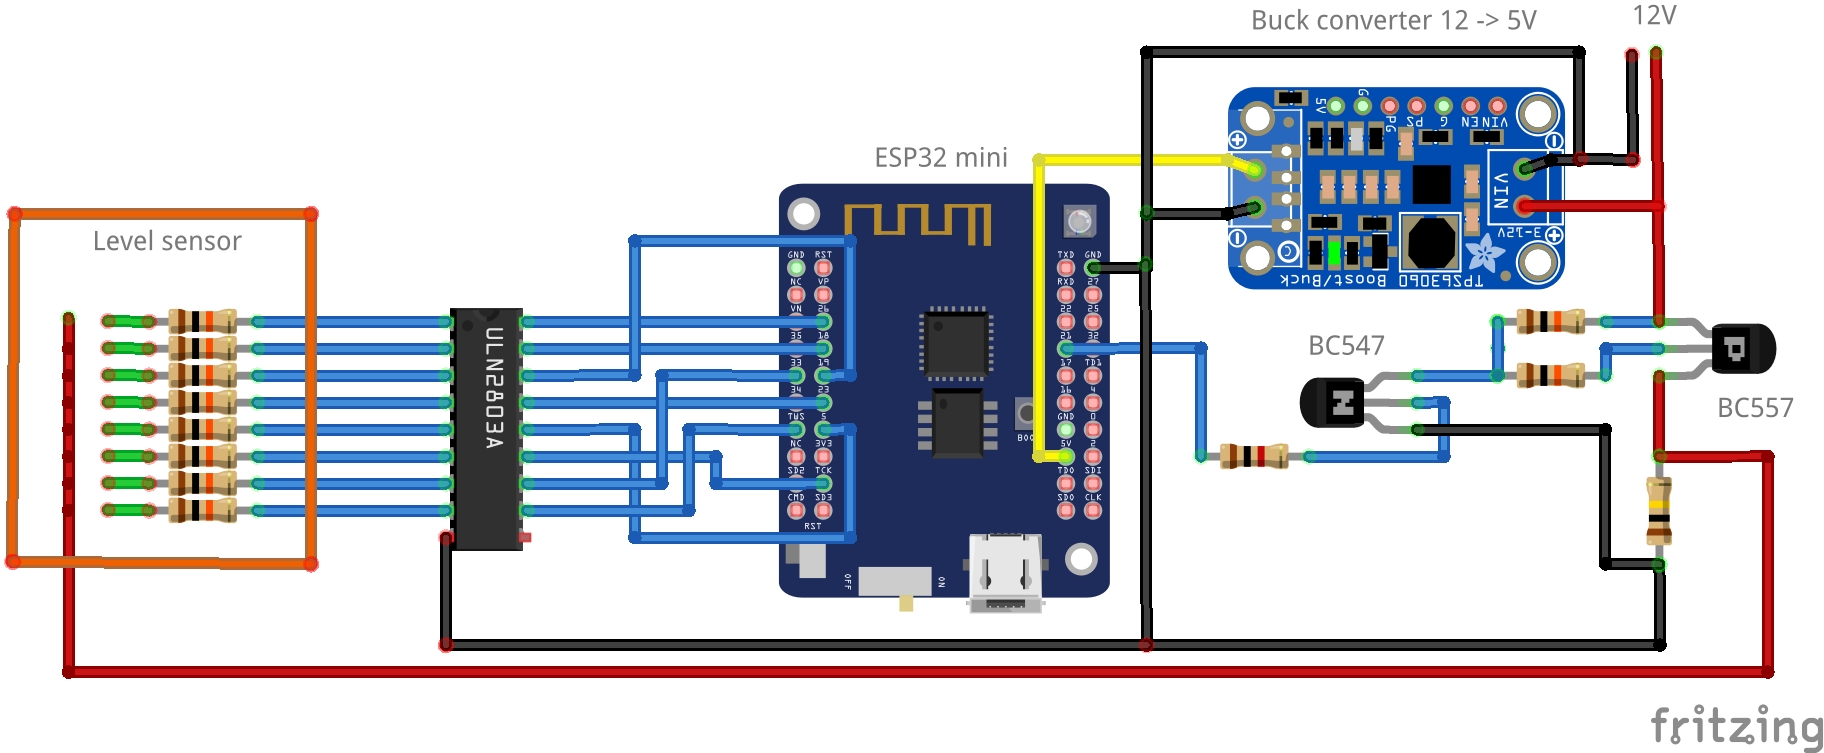 Buck converter 12 -> 5V
12V
5V
G
PG
PS
G
EN
VIN
VIN
3-12V
C
TPS63060 Boost/Buck
ESP32 mini
Level sensor
ULN2803A
GND RST
NC VP
VN 26
35 18
33 19
34 23
TWS 5
NC 3V3
SD2 TCK
CMD SD3
RST
TXD GND
RXD 27
22 25
21 32
17 TDI
16 4
GND 0
5V 2
TDO SDI
SD0 CLK
BOO
OFF
ON
BC547
N
P
BC557
fritzing